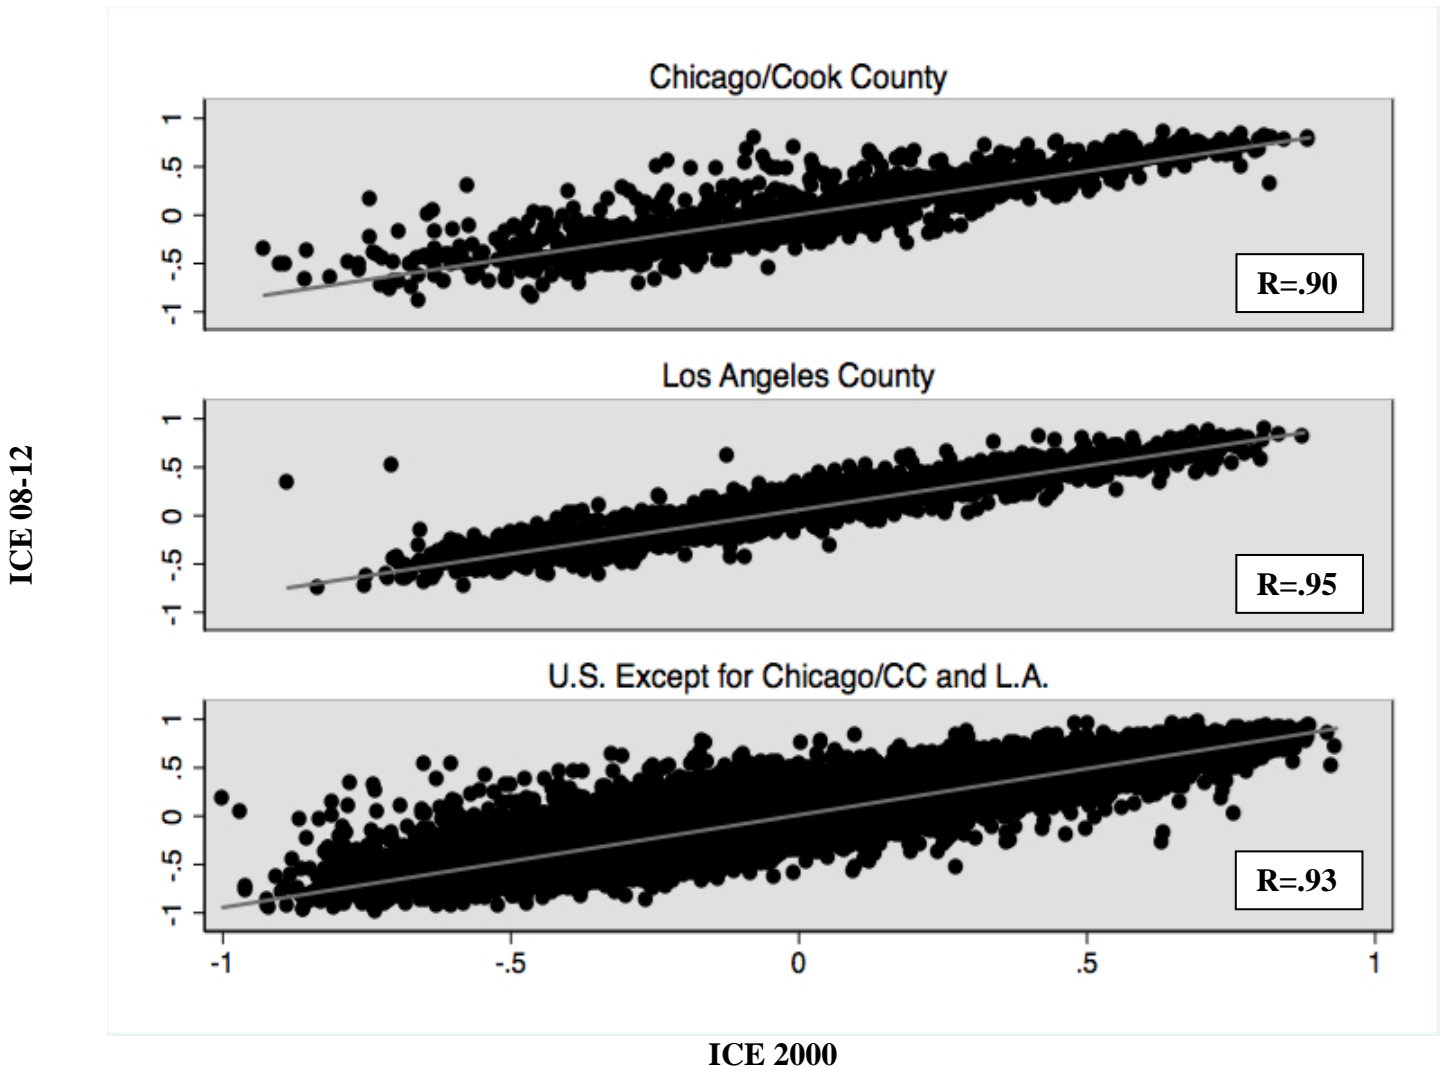 Chicago/Cook County
1
.5
0
-.5
-1
R=.90
Los Angeles County
1
.5
0
-.5
-1
R=.95
ICE 08-12
U.S. Except for Chicago/CC and L.A.
1
.5
0
-.5
-1
R=.93
-1 -.5 0 .5 1
ICE 2000